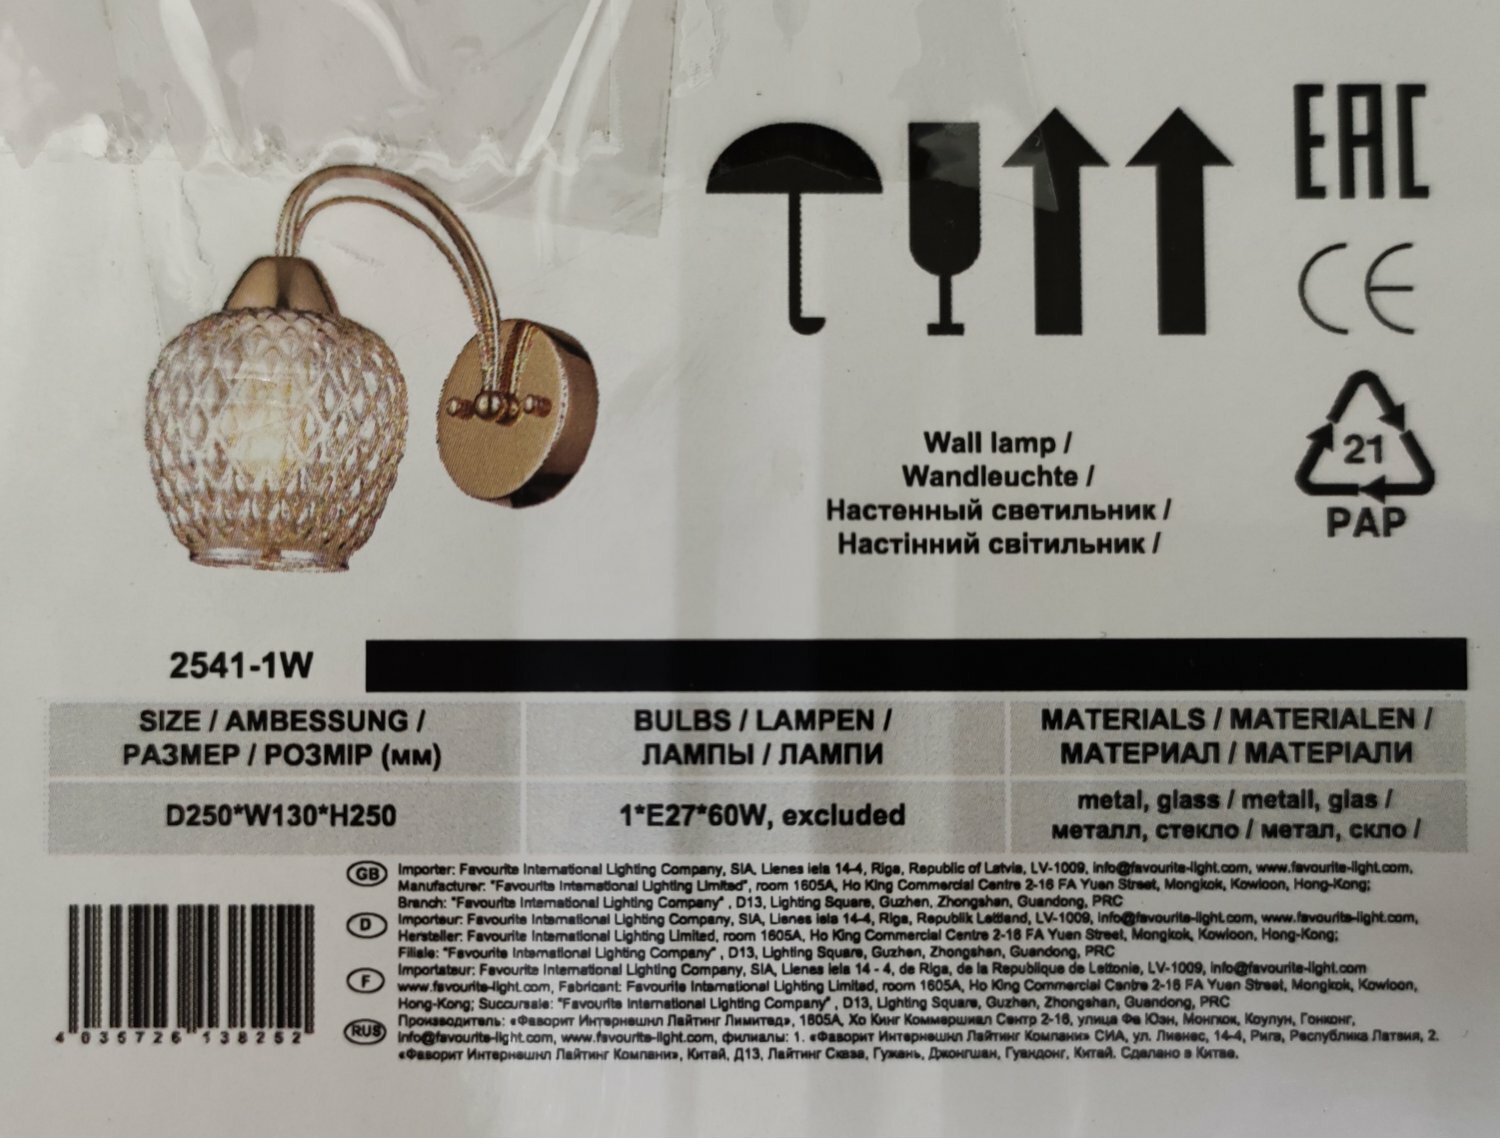 EAC
CE
21
PAP
Wall lamp /
Wandleuchte /
Настенный светильник /
Настінний світильник /
2541-1W
SIZE / AMBESSUNG /
РАЗМЕР / РОЗМІР (мм)
BULBS / LAMPEN /
ЛАМПЫ / ЛАМПИ
MATERIALS / MATERIALEN /
МАТЕРИАЛ / МАТЕРІАЛИ
D250*W130*H250
1*E27*60W, excluded
metal, glass / metall, glas /
металл, стекло / метал, скло /
GB Importer: Favourite International Lighting Company, SIA, Lienes iela 14-4, Riga, Republic of Latvia, LV-1009, info@favourite-light.com, www.favourite-light.com,
Manufacturer: "Favourite International Lighting Limited", room 1605A, Ho King Commercial Centre 2-16 FA Yuen Street, Mongkok, Kowloon, Hong-Kong;
Branch: "Favourite International Lighting Company" , D13, Lighting Square, Guzhen, Zhongshan, Guandong, PRC
D Importeur: Favourite International Lighting Company, SIA, Lienes iela 14-4, Riga, Republik Lettland, LV-1009, info@favourite-light.com, www.favourite-light.com,
Hersteller: Favourite International Lighting Limited, room 1605A, Ho King Commercial Centre 2-16 FA Yuen Street, Mongkok, Kowloon, Hong-Kong;
Filiale: "Favourite International Lighting Company" , D13, Lighting Square, Guzhen, Zhongshan, Guandong, PRC
F Importateur: Favourite International Lighting Company, SIA, Lienes iela 14 - 4, de Riga, de la Republique de Lettonie, LV-1009, info@favourite-light.com
www.favourite-light.com, Fabricant: Favourite International Lighting Limited, room 1605A, Ho King Commercial Centre 2-16 FA Yuen Street, Mongkok, Kowloon,
Hong-Kong; Succursale: "Favourite International Lighting Company" , D13, Lighting Square, Guzhen, Zhongshan, Guandong, PRC
RUS Производитель: «Фаворит Интернешнл Лайтинг Лимитед», 1605A, Хо Кинг Коммершиал Сентр 2-16, улица Фа Юэн, Монгкок, Коулун, Гонконг,
info@favourite-light.com, www.favourite-light.com, филиалы: 1. «Фаворит Интернешнл Лайтинг Компани» СИА, ул. Лиенес, 14-4, Рига, Республика Латвия, 2.
«Фаворит Интернешнл Лайтинг Компани», Китай, Д13, Лайтинг Сквэа, Гужень, Джонгшан, Гуандонг, Китай. Сделано в Китае.
4 035726 138252